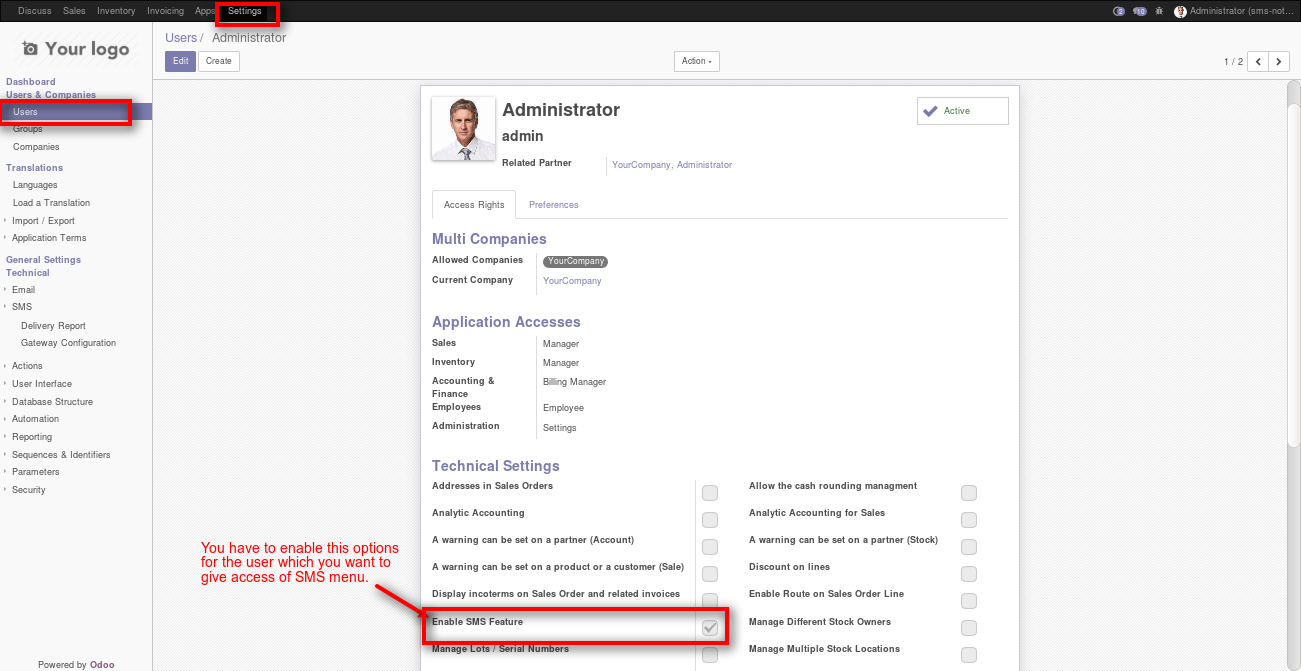 Discuss Sales Inventory Invoicing Apps Settings
2 10 Administrator (sms-not...
Your logo
Users / Administrator
Edit Create
Action
1 / 2
Dashboard
Users & Companies
Users
Groups
Companies
Translations
Languages
Load a Translation
Import / Export
Application Terms
General Settings
Technical
Email
SMS
Delivery Report
Gateway Configuration
Actions
User Interface
Database Structure
Automation
Reporting
Sequences & Identifiers
Parameters
Security
Powered by Odoo
Administrator
Active
admin
Related Partner YourCompany, Administrator
Access Rights Preferences
Multi Companies
Allowed Companies YourCompany
Current Company YourCompany
Application Accesses
Sales Manager
Inventory Manager
Accounting & Billing Manager
Finance
Employees Employee
Administration Settings
Technical Settings
Addresses in Sales Orders Allow the cash rounding managment
Analytic Accounting Analytic Accounting for Sales
A warning can be set on a partner (Account) A warning can be set on a partner (Stock)
A warning can be set on a product or a customer (Sale) Discount on lines
Display incoterms on Sales Order and related invoices Enable Route on Sales Order Line
Enable SMS Feature Manage Different Stock Owners
Manage Lots / Serial Numbers Manage Multiple Stock Locations
You have to enable this options
for the user which you want to
give access of SMS menu.